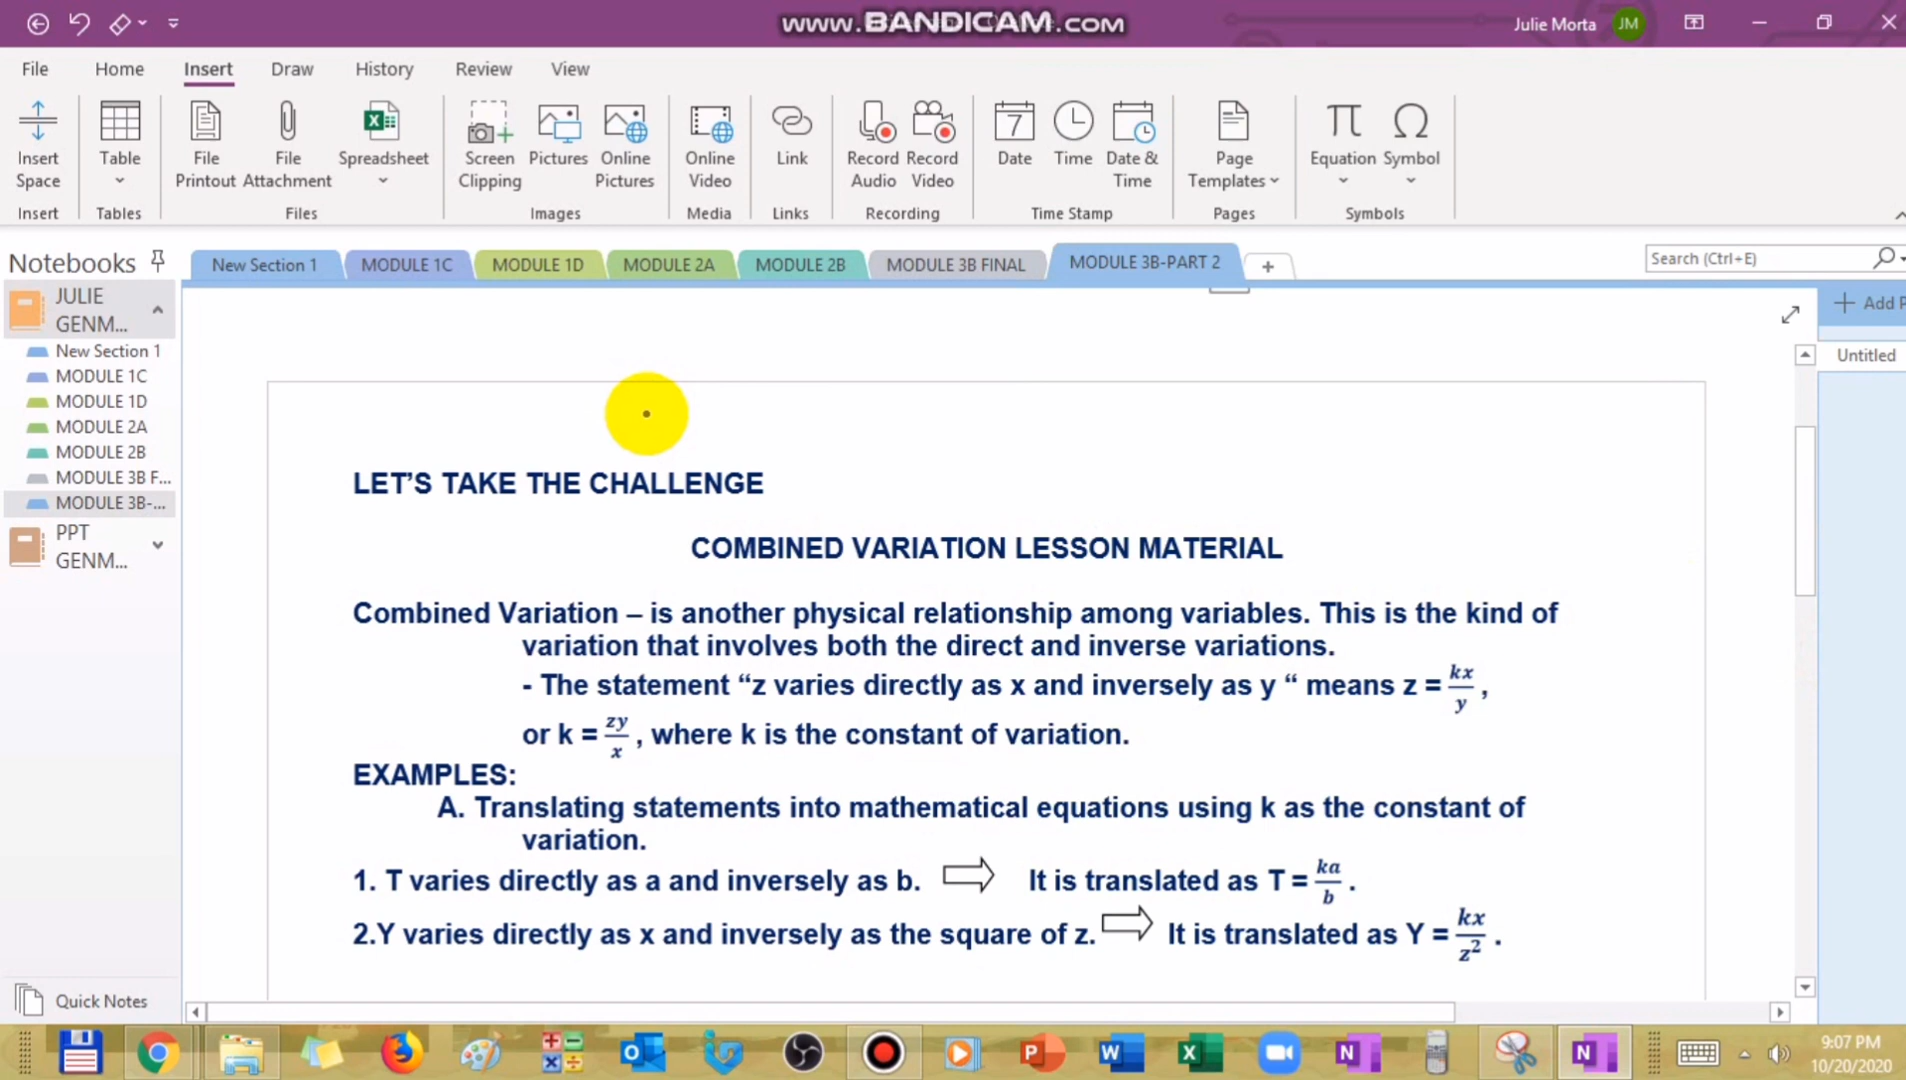 www.BANDICAM.com
Julie Morta JM
File Home Insert Draw History Review View
Insert Space
Table
File Printout
File Attachment
Spreadsheet
Screen Clipping
Pictures
Online Pictures
Online Video
Link
Record Audio
Record Video
7
Date
Time
Date & Time
Page Templates
π
Equation
Ω
Symbol
Insert Tables Files Images Media Links Recording Time Stamp Pages Symbols
Notebooks
New Section 1 MODULE 1C MODULE 1D MODULE 2A MODULE 2B MODULE 3B FINAL MODULE 3B-PART 2 +
Search (Ctrl+E)
JULIE
GENM...
New Section 1
MODULE 1C
MODULE 1D
MODULE 2A
MODULE 2B
MODULE 3B F...
MODULE 3B-...
PPT
GENM...
Quick Notes
Add P
Untitled
LET’S TAKE THE CHALLENGE
COMBINED VARIATION LESSON MATERIAL
Combined Variation – is another physical relationship among variables. This is the kind of
variation that involves both the direct and inverse variations.
- The statement “z varies directly as x and inversely as y “ means z = kx/y ,
or k = zy/x , where k is the constant of variation.
EXAMPLES:
A. Translating statements into mathematical equations using k as the constant of
variation.
1. T varies directly as a and inversely as b. It is translated as T = ka/b .
2.Y varies directly as x and inversely as the square of z. It is translated as Y = kx/z² .
9:07 PM
10/20/2020